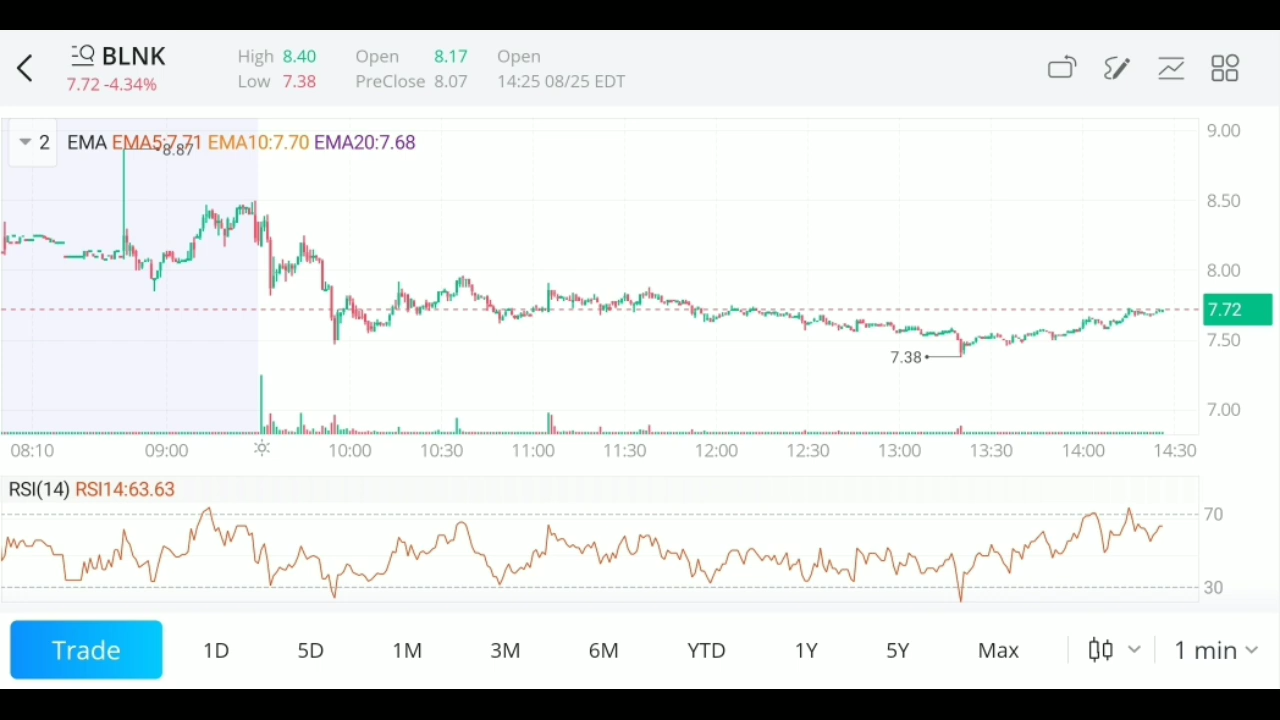 BLNK
7.72 -4.34%
High 8.40
Low 7.38
Open 8.17
PreClose 8.07
Open
14:25 08/25 EDT
2 EMA EMA5:7.71 EMA10:7.70 EMA20:7.68
8.87
9.00
8.50
8.00
7.72
7.50
7.38
7.00
08:10 09:00 10:00 10:30 11:00 11:30 12:00 12:30 13:00 13:30 14:00 14:30
RSI(14) RSI14:63.63
70
30
Trade 1D 5D 1M 3M 6M YTD 1Y 5Y Max 1 min